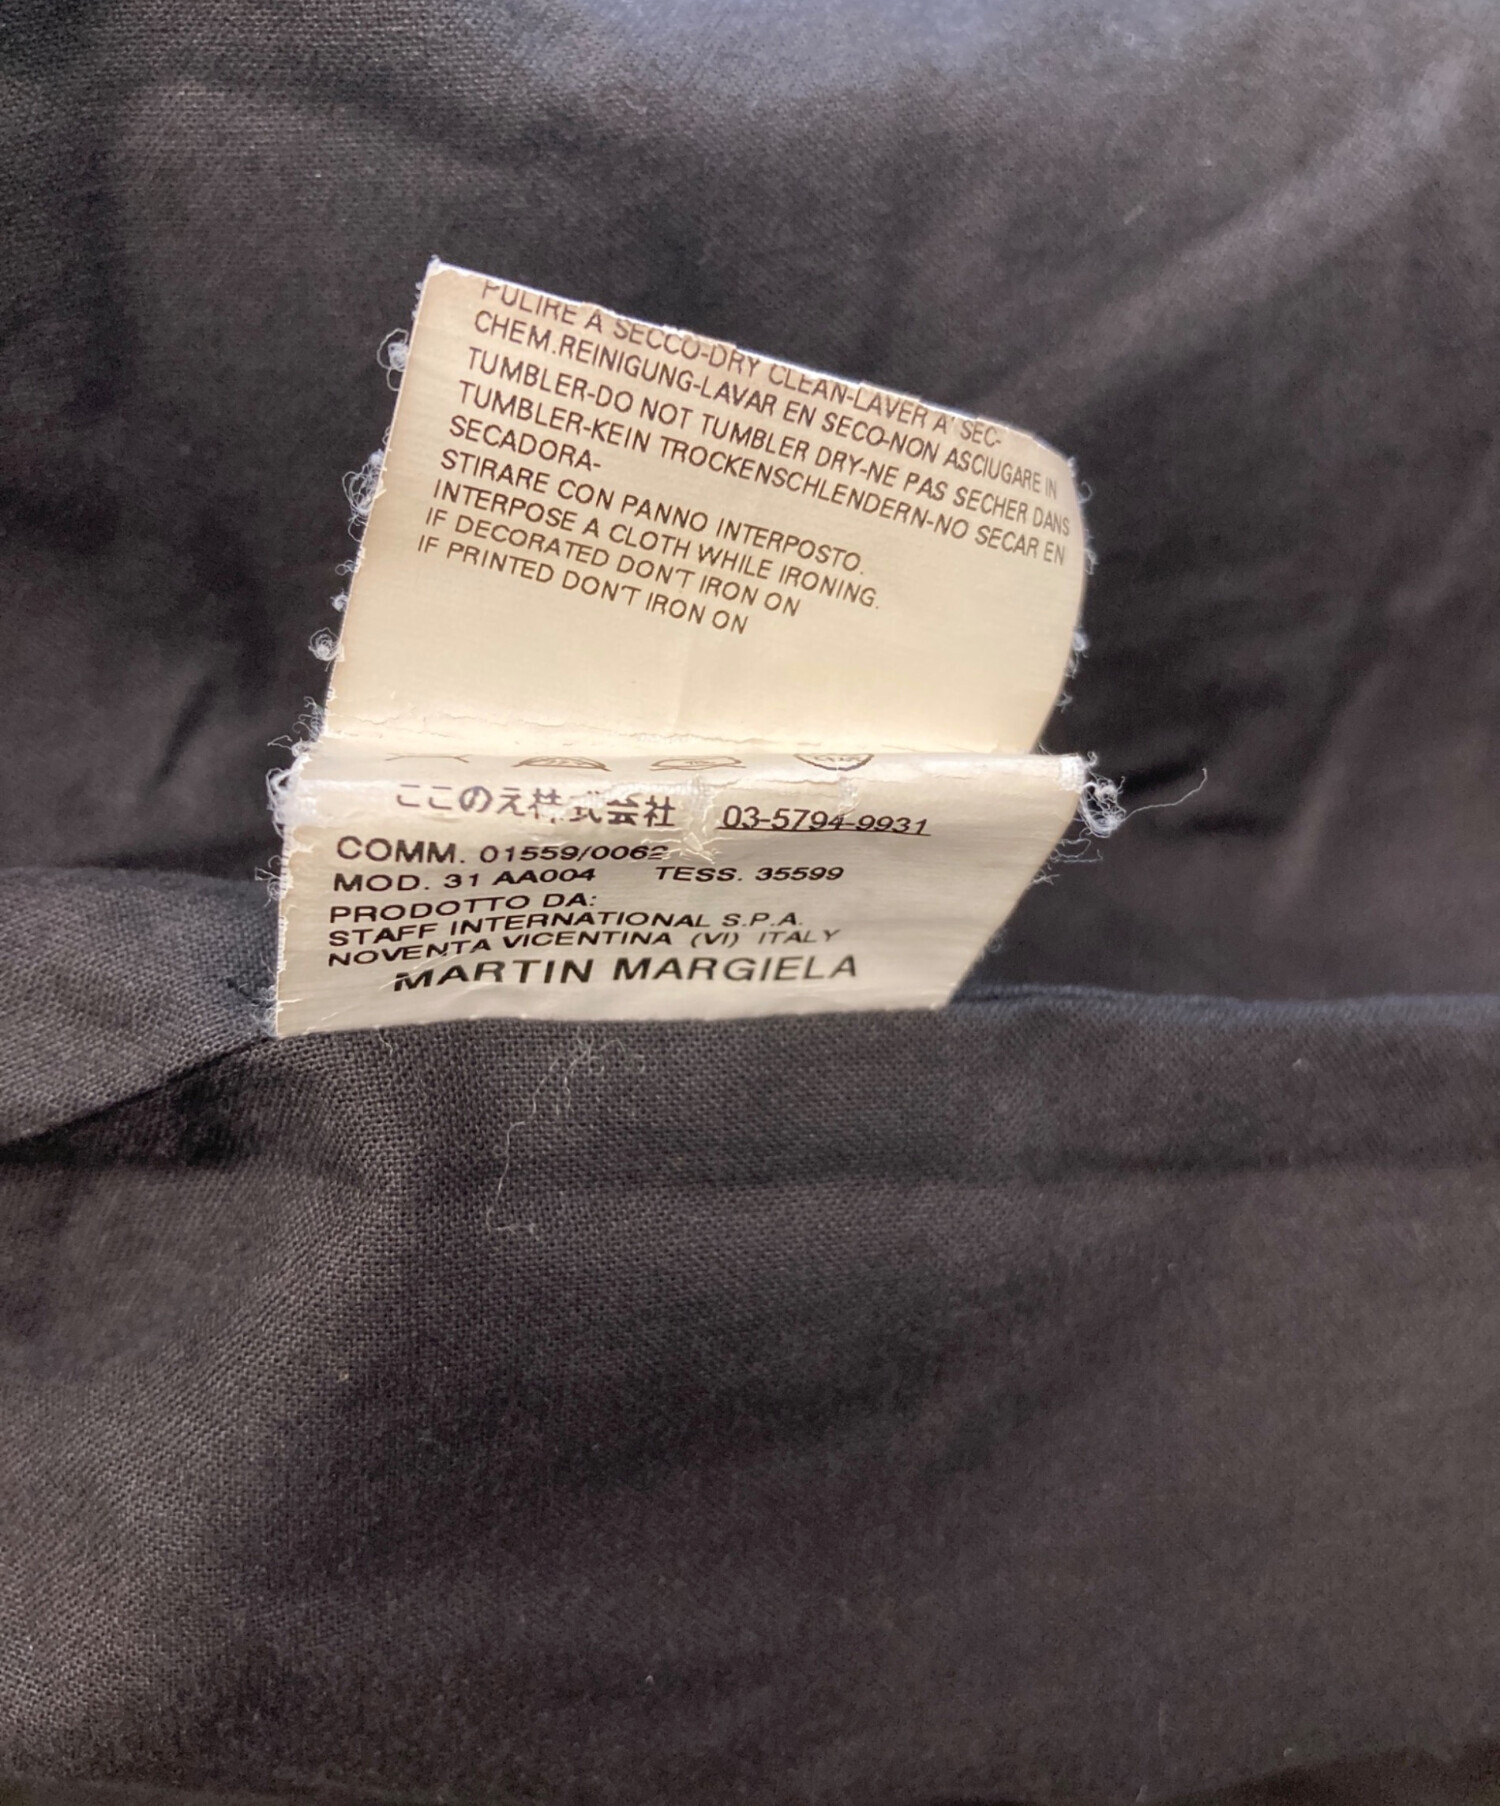 PULIRE A SECCO-DRY CLEAN-LAVER A' SEC-
CHEM.REINIGUNG-LAVAR EN SECO-NON ASCIUGARE IN
TUMBLER-DO NOT TUMBLER DRY-NE PAS SECHER DANS
TUMBLER-KEIN TROCKENSCHLENDERN-NO SECAR EN
SECADORA-
STIRARE CON PANNO INTERPOSTO.
INTERPOSE A CLOTH WHILE IRONING.
IF DECORATED DON'T IRON ON
IF PRINTED DON'T IRON ON
ここのえ株式会社 03-5794-9931
COMM. 01559/0062
MOD. 31 AA004 TESS. 35599
PRODOTTO DA:
STAFF INTERNATIONAL S.P.A.
NOVENTA VICENTINA (VI) ITALY
MARTIN MARGIELA